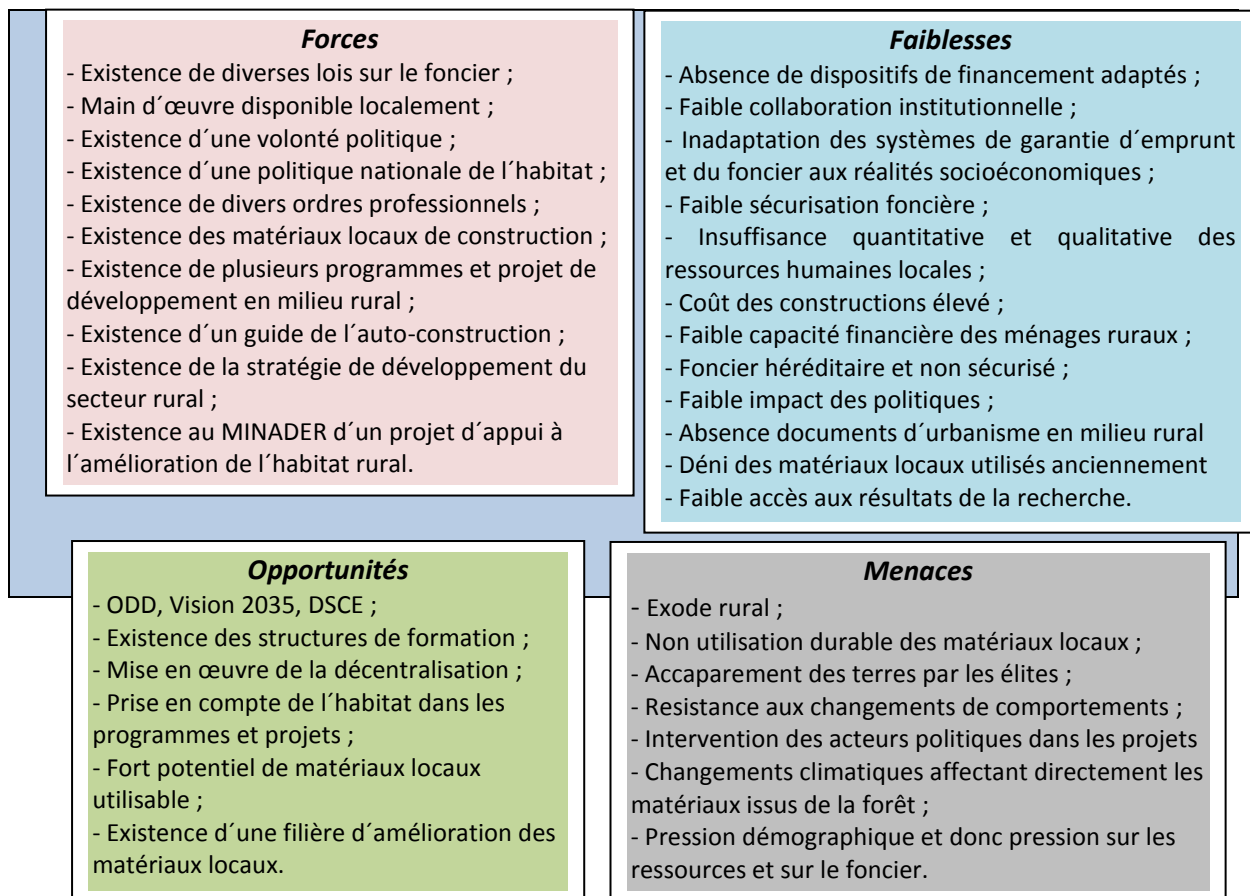 Forces
- Existence de diverses lois sur le foncier ;
- Main d´œuvre disponible localement ;
- Existence d´une volonté politique ;
- Existence d´une politique nationale de l´habitat ;
- Existence de divers ordres professionnels ;
- Existence des matériaux locaux de construction ;
- Existence de plusieurs programmes et projet de
développement en milieu rural ;
- Existence d´un guide de l´auto-construction ;
- Existence de la stratégie de développement du
secteur rural ;
- Existence au MINADER d´un projet d´appui à
l´amélioration de l´habitat rural.
Faiblesses
- Absence de dispositifs de financement adaptés ;
- Faible collaboration institutionnelle ;
- Inadaptation des systèmes de garantie d´emprunt
et du foncier aux réalités socioéconomiques ;
- Faible sécurisation foncière ;
- Insuffisance quantitative et qualitative des
ressources humaines locales ;
- Coût des constructions élevé ;
- Faible capacité financière des ménages ruraux ;
- Foncier héréditaire et non sécurisé ;
- Faible impact des politiques ;
- Absence documents d´urbanisme en milieu rural
- Déni des matériaux locaux utilisés anciennement
- Faible accès aux résultats de la recherche.
Opportunités
- ODD, Vision 2035, DSCE ;
- Existence des structures de formation ;
- Mise en œuvre de la décentralisation ;
- Prise en compte de l´habitat dans les
programmes et projets ;
- Fort potentiel de matériaux locaux
utilisable ;
- Existence d´une filière d´amélioration des
matériaux locaux.
Menaces
- Exode rural ;
- Non utilisation durable des matériaux locaux ;
- Accaparement des terres par les élites ;
- Resistance aux changements de comportements ;
- Intervention des acteurs politiques dans les projets
- Changements climatiques affectant directement les
matériaux issus de la forêt ;
- Pression démographique et donc pression sur les
ressources et sur le foncier.